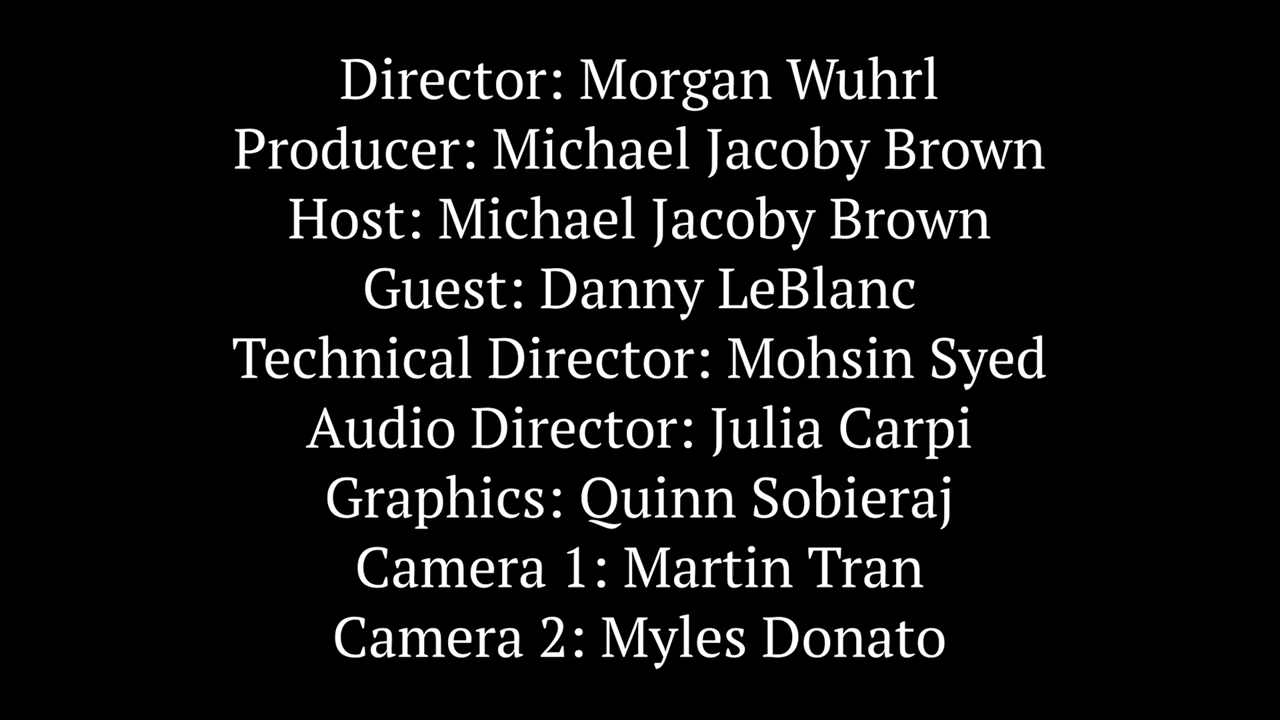 Director: Morgan Wuhrl
Producer: Michael Jacoby Brown
Host: Michael Jacoby Brown
Guest: Danny LeBlanc
Technical Director: Mohsin Syed
Audio Director: Julia Carpi
Graphics: Quinn Sobieraj
Camera 1: Martin Tran
Camera 2: Myles Donato